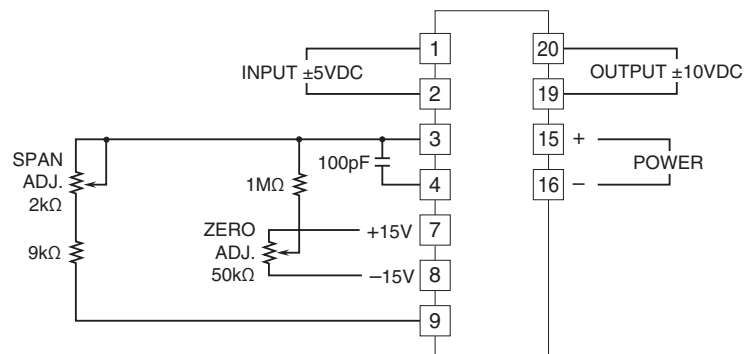 1
INPUT ±5VDC
2
20
OUTPUT ±10VDC
19
3
15 +
POWER
16 −
SPAN
ADJ.
2kΩ
100pF
4
1MΩ
ZERO
ADJ.
50kΩ
+15V
7
−15V
8
9kΩ
9